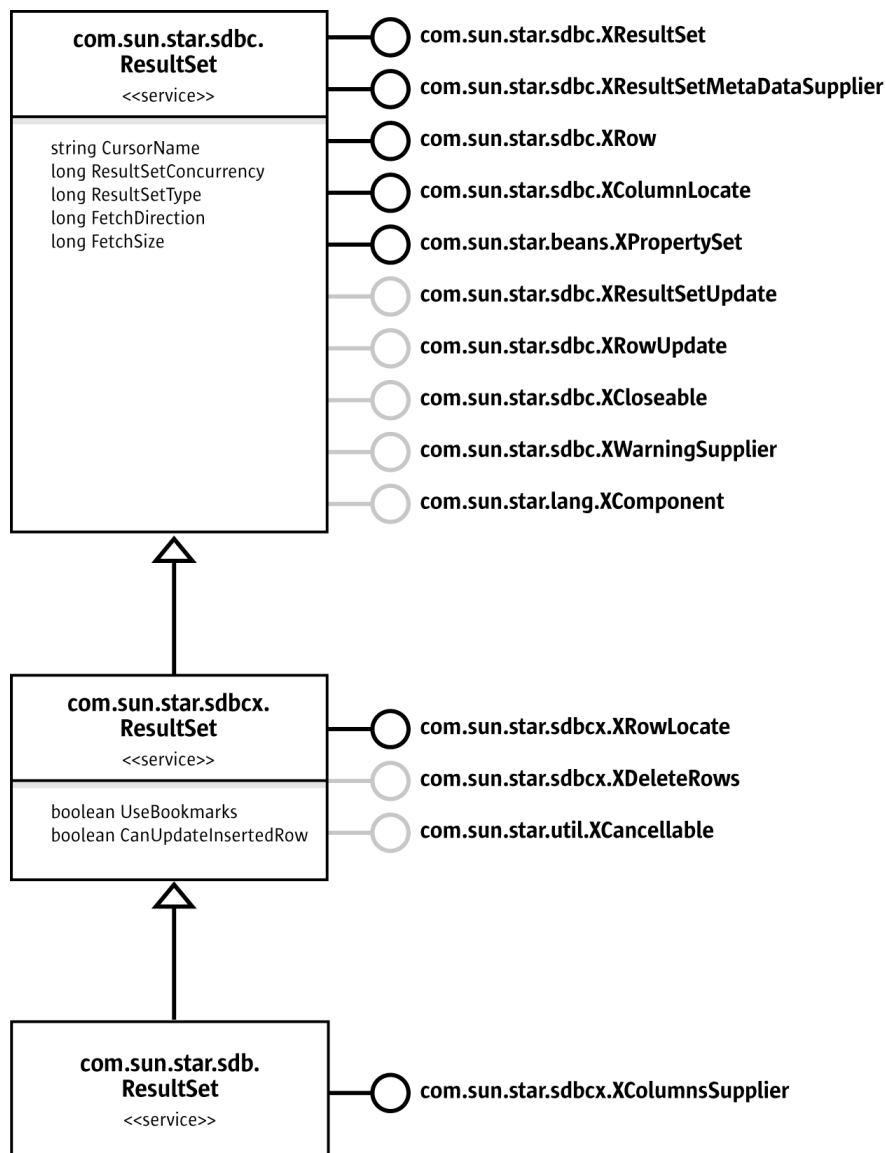 com.sun.star.sdbc.
ResultSet
<<service>>
string CursorName
long ResultSetConcurrency
long ResultSetType
long FetchDirection
long FetchSize
com.sun.star.sdbc.XResultSet
com.sun.star.sdbc.XResultSetMetaDataSupplier
com.sun.star.sdbc.XRow
com.sun.star.sdbc.XColumnLocate
com.sun.star.beans.XPropertySet
com.sun.star.sdbc.XResultSetUpdate
com.sun.star.sdbc.XRowUpdate
com.sun.star.sdbc.XCloseable
com.sun.star.sdbc.XWarningSupplier
com.sun.star.lang.XComponent
com.sun.star.sdbcx.
ResultSet
<<service>>
boolean UseBookmarks
boolean CanUpdateInsertedRow
com.sun.star.sdbcx.XRowLocate
com.sun.star.sdbcx.XDeleteRows
com.sun.star.util.XCancellable
com.sun.star.sdb.
ResultSet
<<service>>
com.sun.star.sdbcx.XColumnsSupplier